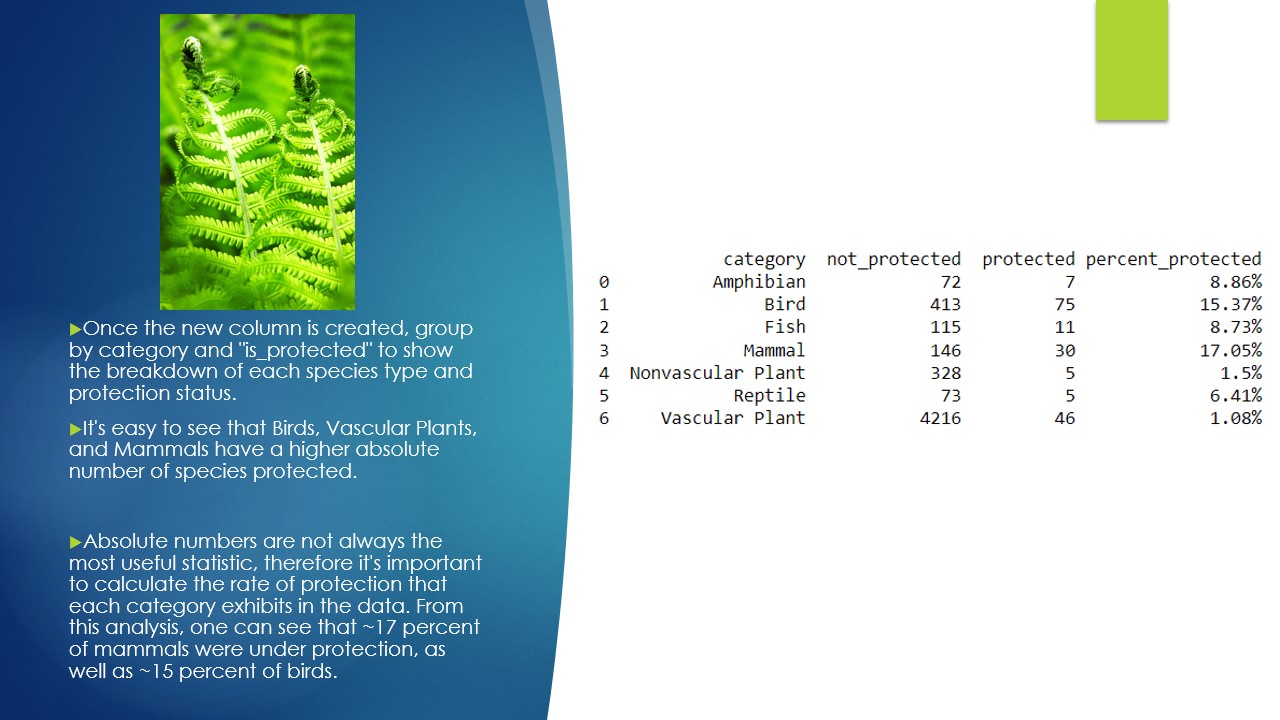 Once the new column is created, group
by category and "is_protected" to show
the breakdown of each species type and
protection status.
It's easy to see that Birds, Vascular Plants,
and Mammals have a higher absolute
number of species protected.
Absolute numbers are not always the
most useful statistic, therefore it's important
to calculate the rate of protection that
each category exhibits in the data. From
this analysis, one can see that ~17 percent
of mammals were under protection, as
well as ~15 percent of birds.
category not_protected protected percent_protected
0 Amphibian 72 7 8.86%
1 Bird 413 75 15.37%
2 Fish 115 11 8.73%
3 Mammal 146 30 17.05%
4 Nonvascular Plant 328 5 1.5%
5 Reptile 73 5 6.41%
6 Vascular Plant 4216 46 1.08%